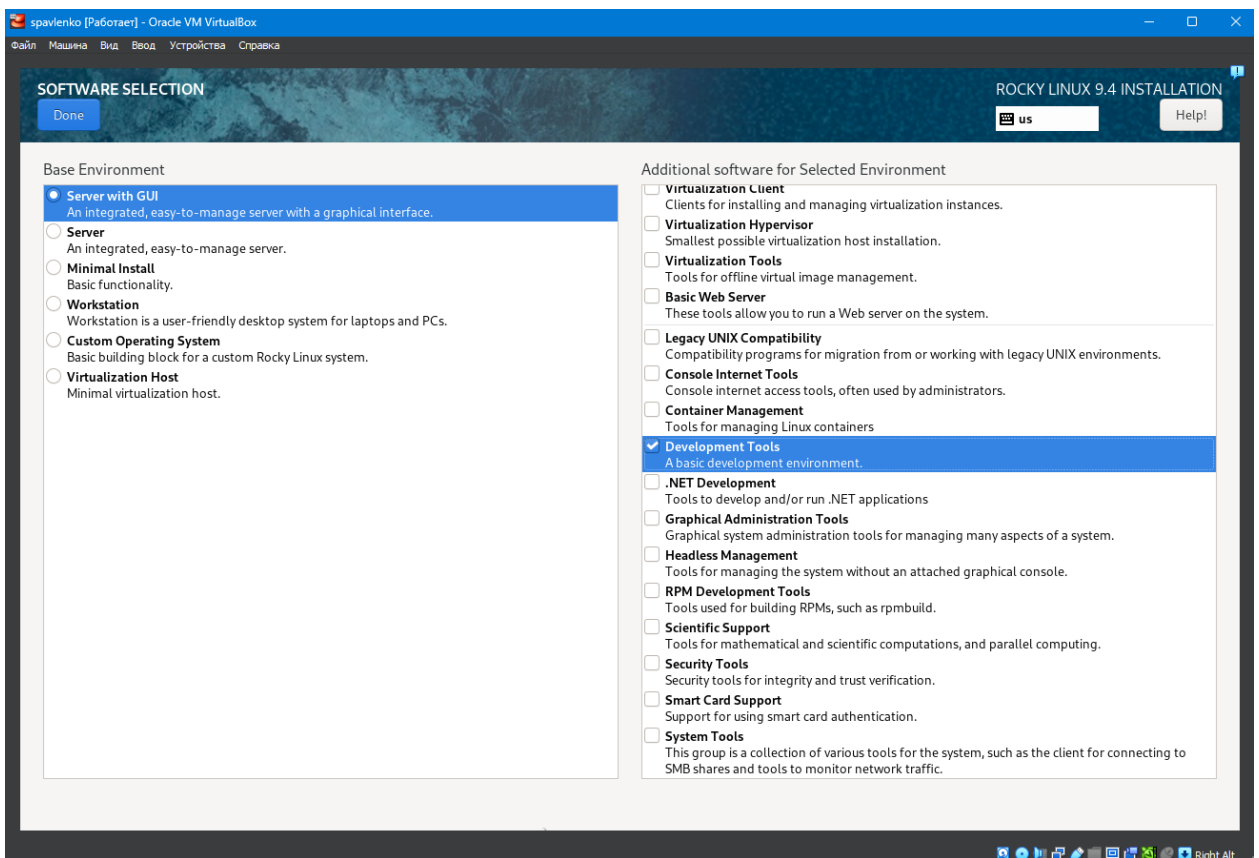 spavlenko [Работает] - Oracle VM VirtualBox
Файл Машина Вид Ввод Устройства Справка
SOFTWARE SELECTION
Done
ROCKY LINUX 9.4 INSTALLATION
us
Help!
Base Environment
Server with GUI
An integrated, easy-to-manage server with a graphical interface.
Server
An integrated, easy-to-manage server.
Minimal Install
Basic functionality.
Workstation
Workstation is a user-friendly desktop system for laptops and PCs.
Custom Operating System
Basic building block for a custom Rocky Linux system.
Virtualization Host
Minimal virtualization host.
Additional software for Selected Environment
Virtualization Client
Clients for installing and managing virtualization instances.
Virtualization Hypervisor
Smallest possible virtualization host installation.
Virtualization Tools
Tools for offline virtual image management.
Basic Web Server
These tools allow you to run a Web server on the system.
Legacy UNIX Compatibility
Compatibility programs for migration from or working with legacy UNIX environments.
Console Internet Tools
Console internet access tools, often used by administrators.
Container Management
Tools for managing Linux containers
Development Tools
A basic development environment.
.NET Development
Tools to develop and/or run .NET applications
Graphical Administration Tools
Graphical system administration tools for managing many aspects of a system.
Headless Management
Tools for managing the system without an attached graphical console.
RPM Development Tools
Tools used for building RPMs, such as rpmbuild.
Scientific Support
Tools for mathematical and scientific computations, and parallel computing.
Security Tools
Security tools for integrity and trust verification.
Smart Card Support
Support for using smart card authentication.
System Tools
This group is a collection of various tools for the system, such as the client for connecting to
SMB shares and tools to monitor network traffic.
Right Alt